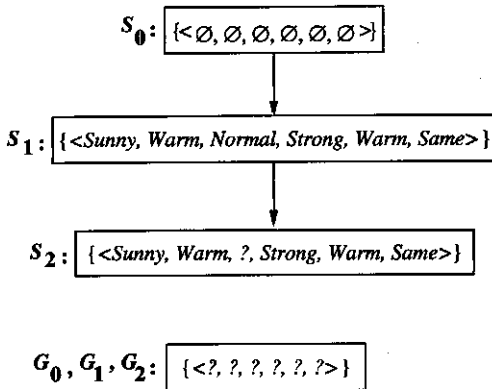 S₀: {<∅, ∅, ∅, ∅, ∅, ∅>}
S₁: {<Sunny, Warm, Normal, Strong, Warm, Same>}
S₂: {<Sunny, Warm, ?, Strong, Warm, Same>}
G₀, G₁, G₂: {<?, ?, ?, ?, ?, ?>}